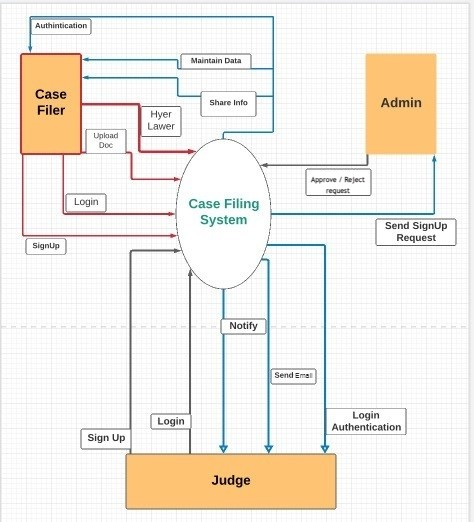 Authintication
Maintain Data
Case
Filer
Share Info
Admin
Hyer
Lawer
Upload
Doc
Approve / Reject
request
Login
Case Filing
System
Send SignUp
Request
SignUp
Notify
Send Email
Login
Authentication
Login
Sign Up
Judge